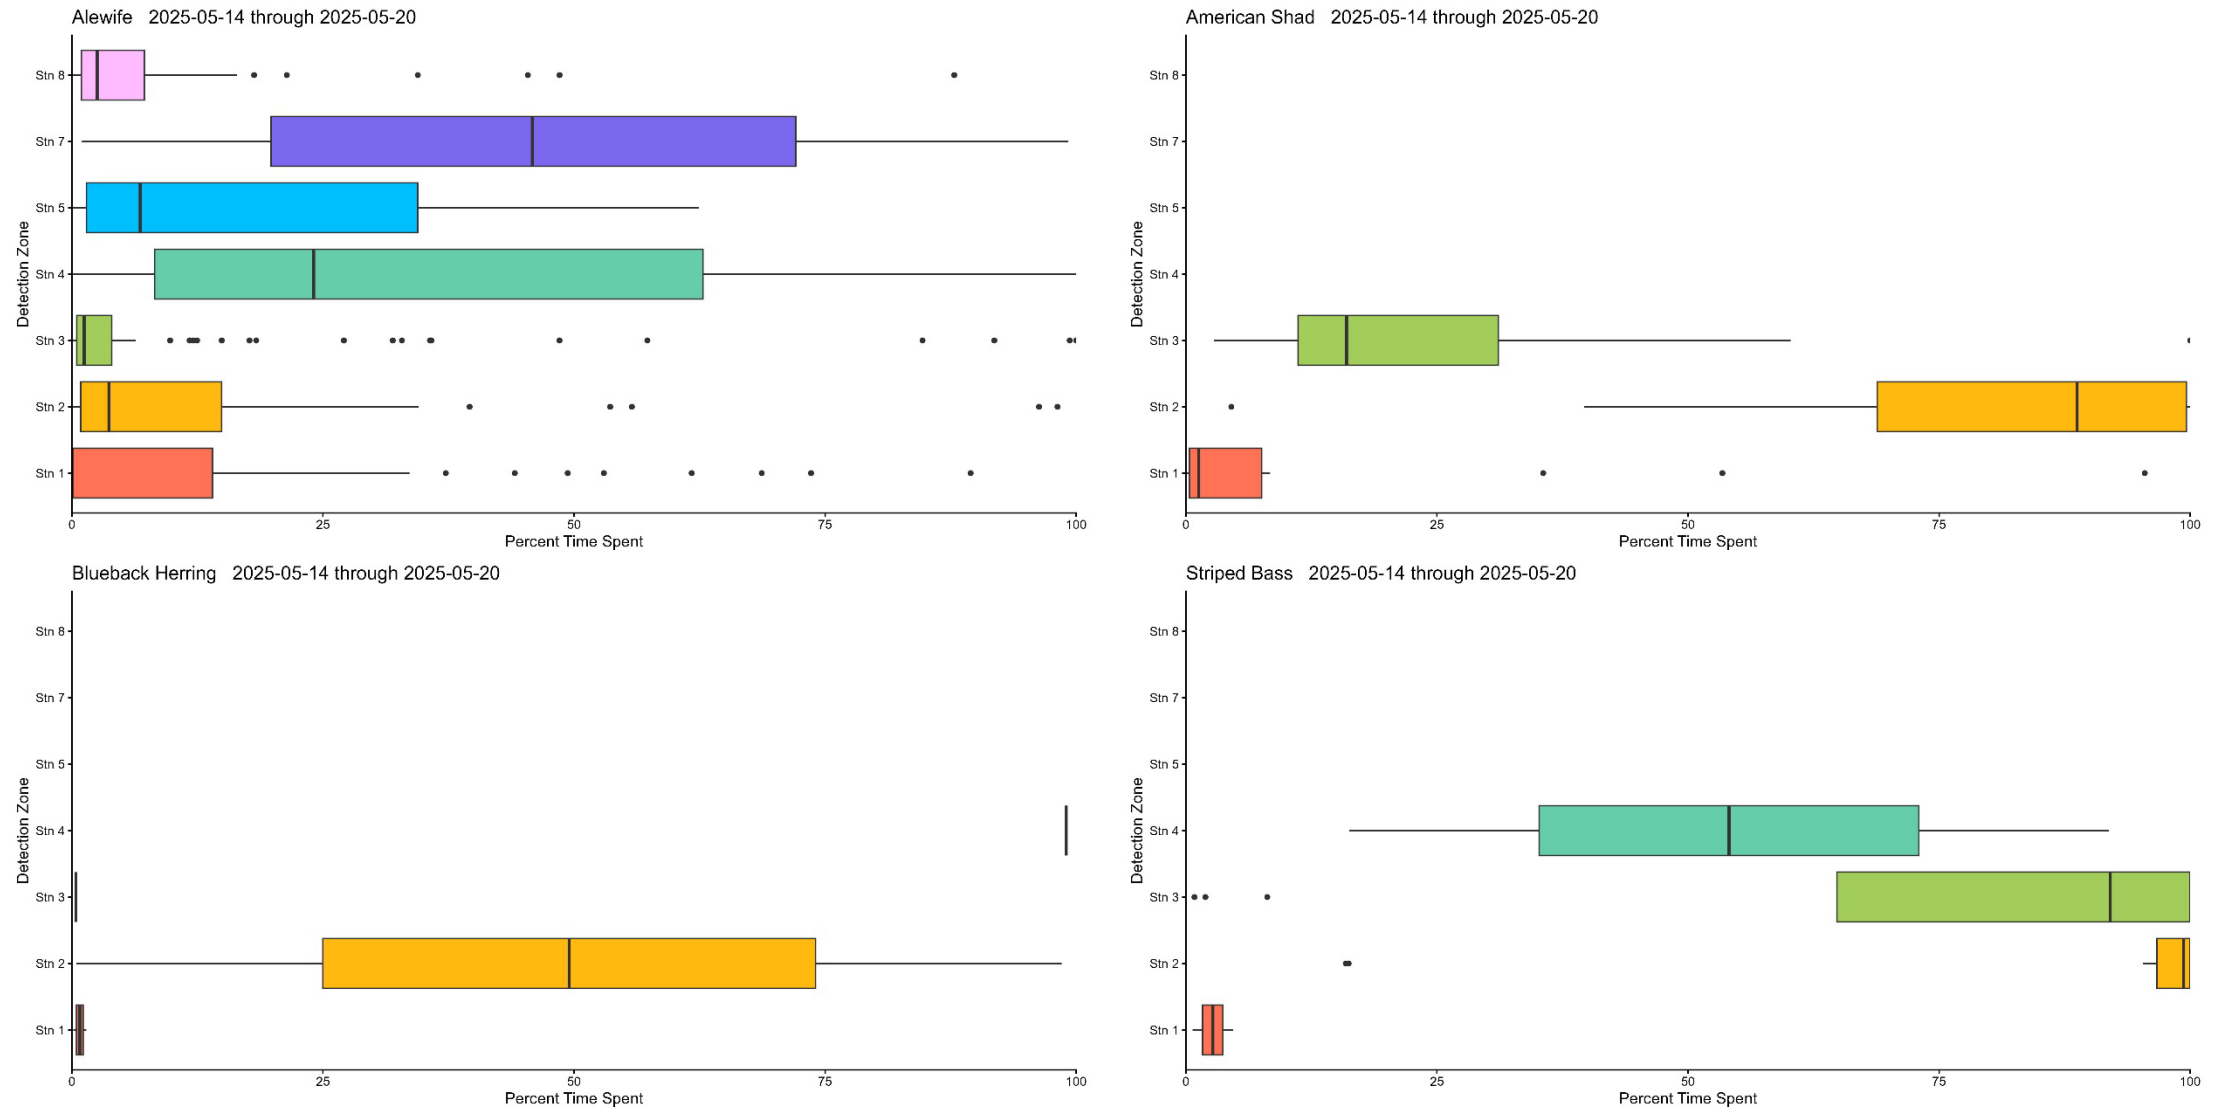 Alewife   2025-05-14 through 2025-05-20
Detection Zone
Stn 8
Stn 7
Stn 5
Stn 4
Stn 3
Stn 2
Stn 1
0 25 50 75 100
Percent Time Spent
American Shad   2025-05-14 through 2025-05-20
Detection Zone
Stn 8
Stn 7
Stn 5
Stn 4
Stn 3
Stn 2
Stn 1
0 25 50 75 100
Percent Time Spent
Blueback Herring   2025-05-14 through 2025-05-20
Detection Zone
Stn 8
Stn 7
Stn 5
Stn 4
Stn 3
Stn 2
Stn 1
0 25 50 75 100
Percent Time Spent
Striped Bass   2025-05-14 through 2025-05-20
Detection Zone
Stn 8
Stn 7
Stn 5
Stn 4
Stn 3
Stn 2
Stn 1
0 25 50 75 100
Percent Time Spent